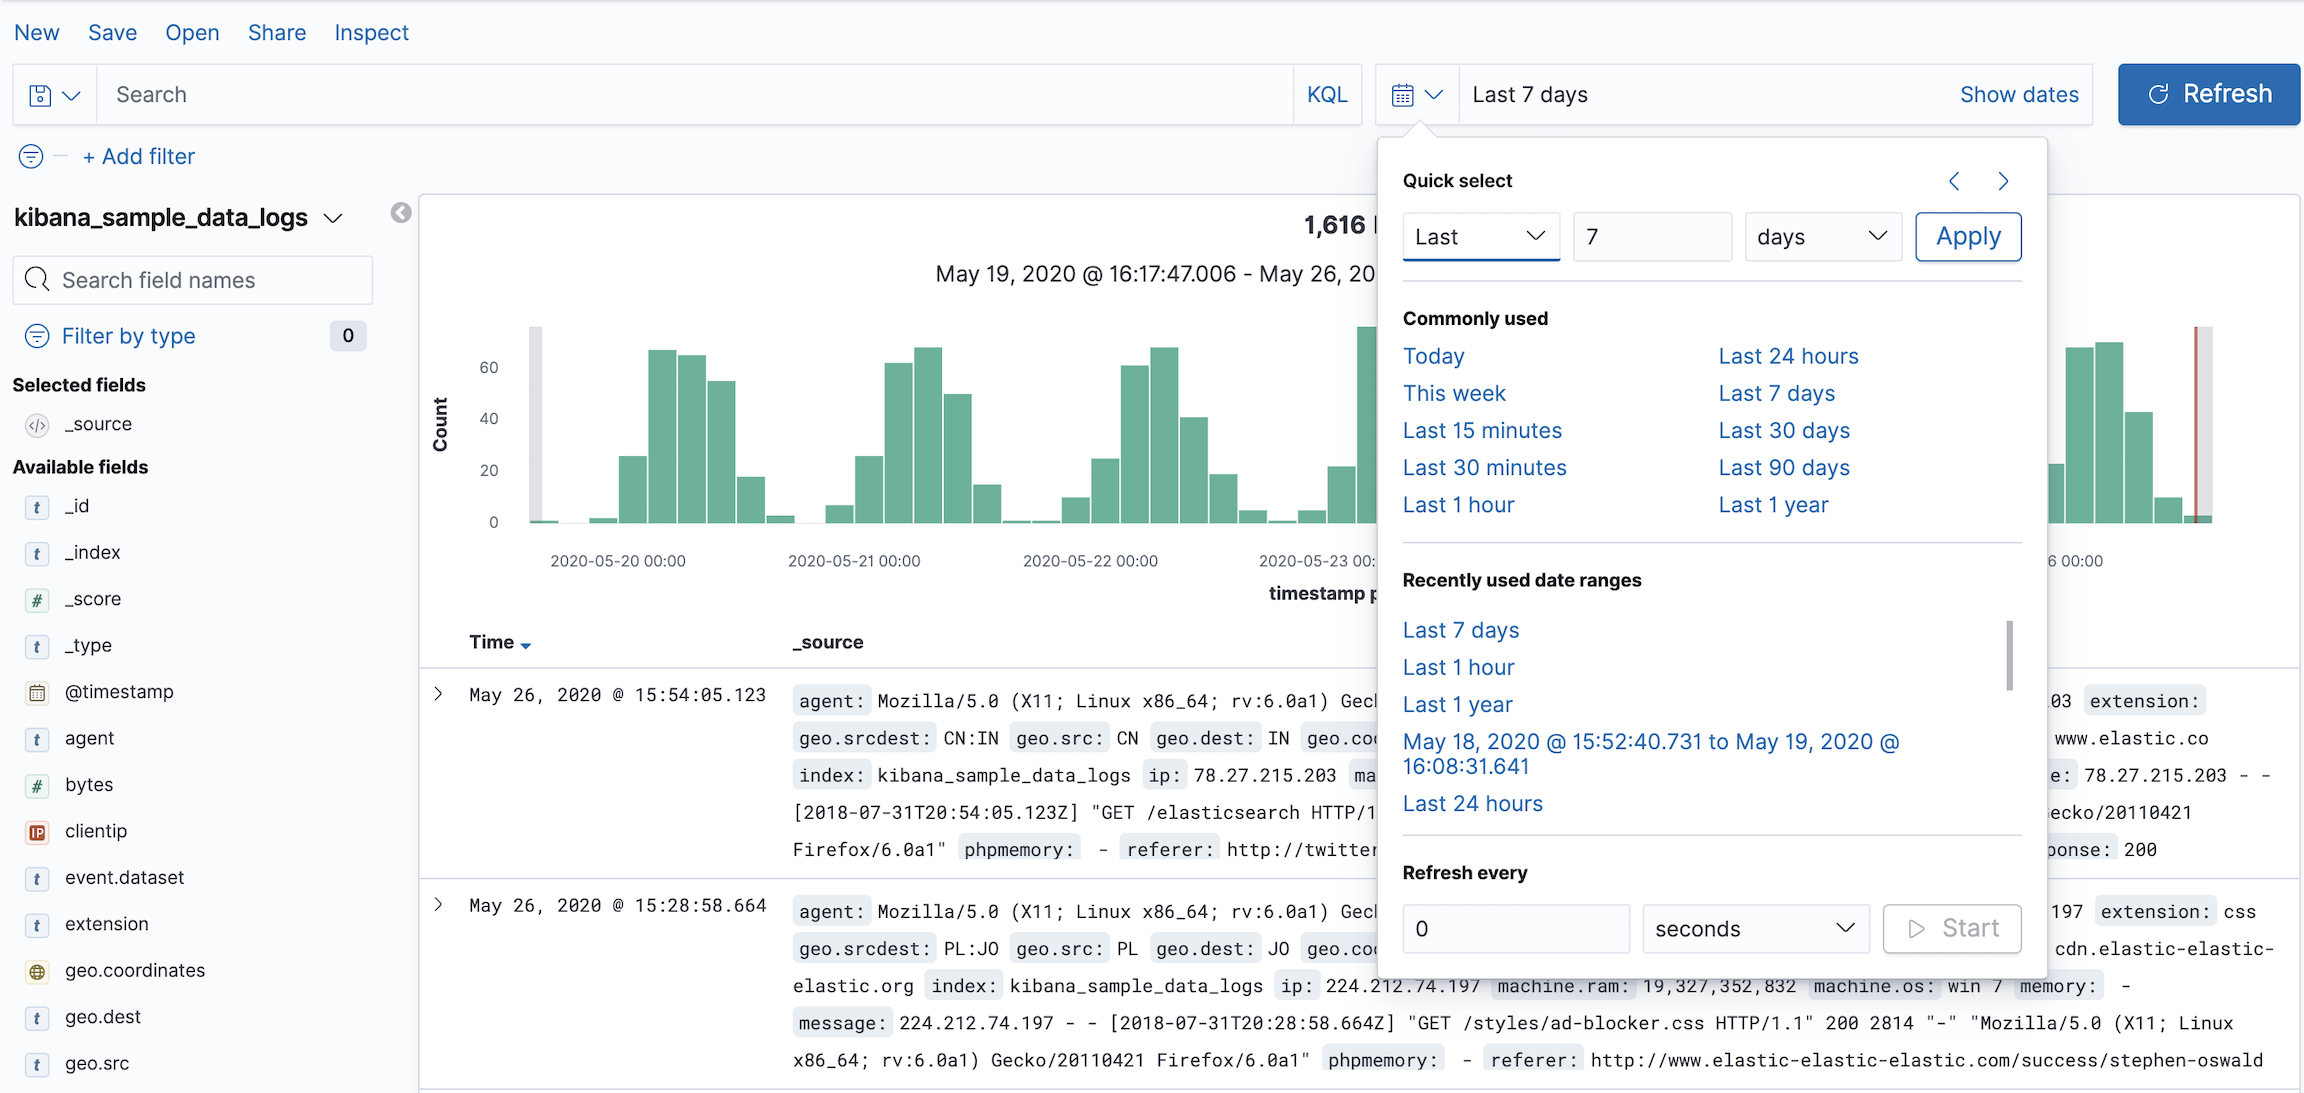 New Save Open Share Inspect
Search KQL Last 7 days Show dates Refresh
+ Add filter
kibana_sample_data_logs
Search field names
Filter by type 0
Selected fields
_source
Available fields
_id
_index
_score
_type
@timestamp
agent
bytes
clientip
event.dataset
extension
geo.coordinates
geo.dest
geo.src
1,616
May 19, 2020 @ 16:17:47.006 - May 26, 20
Count
60
40
20
0
2020-05-20 00:00 2020-05-21 00:00 2020-05-22 00:00 2020-05-23 00: 6 00:00
timestamp p
Time _source
May 26, 2020 @ 15:54:05.123 agent: Mozilla/5.0 (X11; Linux x86_64; rv:6.0a1) Gec 03 extension:
geo.srcdest: CN:IN geo.src: CN geo.dest: IN geo.coo www.elastic.co
index: kibana_sample_data_logs ip: 78.27.215.203 ma e: 78.27.215.203 - -
[2018-07-31T20:54:05.123Z] "GET /elasticsearch HTTP/1 ecko/20110421
Firefox/6.0a1" phpmemory: - referer: http://twitter ponse: 200
May 26, 2020 @ 15:28:58.664 agent: Mozilla/5.0 (X11; Linux x86_64; rv:6.0a1) Gec 197 extension: css
geo.srcdest: PL:JO geo.src: PL geo.dest: JO geo.coo cdn.elastic-elastic-
elastic.org index: kibana_sample_data_logs ip: 224.212.74.197 machine.ram: 19,327,352,832 machine.os: win 7 memory: -
message: 224.212.74.197 - - [2018-07-31T20:28:58.664Z] "GET /styles/ad-blocker.css HTTP/1.1" 200 2814 "-" "Mozilla/5.0 (X11; Linux
x86_64; rv:6.0a1) Gecko/20110421 Firefox/6.0a1" phpmemory: - referer: http://www.elastic-elastic-elastic.com/success/stephen-oswald
Quick select
Last 7 days Apply
Commonly used
Today Last 24 hours
This week Last 7 days
Last 15 minutes Last 30 days
Last 30 minutes Last 90 days
Last 1 hour Last 1 year
Recently used date ranges
Last 7 days
Last 1 hour
Last 1 year
May 18, 2020 @ 15:52:40.731 to May 19, 2020 @
16:08:31.641
Last 24 hours
Refresh every
0 seconds Start